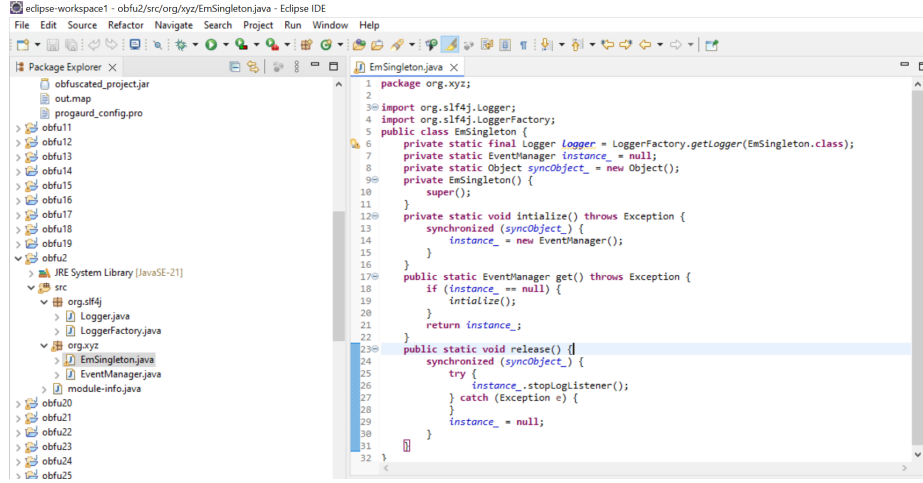 eclipse-workspace1 - obfu2/src/org/xyz/EmSingleton.java - Eclipse IDE
File Edit Source Refactor Navigate Search Project Run Window Help
Package Explorer
obfuscated_project.jar
out.map
progaurd_config.pro
obfu11
obfu12
obfu13
obfu14
obfu15
obfu16
obfu17
obfu18
obfu19
obfu2
JRE System Library [JavaSE-21]
src
org.slf4j
Logger.java
LoggerFactory.java
org.xyz
EmSingleton.java
EventManager.java
module-info.java
obfu20
obfu21
obfu22
obfu23
obfu24
obfu25
EmSingleton.java
1 package org.xyz;
2
3 import org.slf4j.Logger;
4 import org.slf4j.LoggerFactory;
5 public class EmSingleton {
6 private static final Logger logger = LoggerFactory.getLogger(EmSingleton.class);
7 private static EventManager instance_ = null;
8 private static Object syncObject_ = new Object();
9 private EmSingleton() {
10 super();
11 }
12 private static void intialize() throws Exception {
13 synchronized (syncObject_) {
14 instance_ = new EventManager();
15 }
16 }
17 public static EventManager get() throws Exception {
18 if (instance_ == null) {
19 intialize();
20 }
21 return instance_;
22 }
23 public static void release() {
24 synchronized (syncObject_) {
25 try {
26 instance_.stopLogListener();
27 } catch (Exception e) {
28 }
29 instance_ = null;
30 }
31 }
32 }